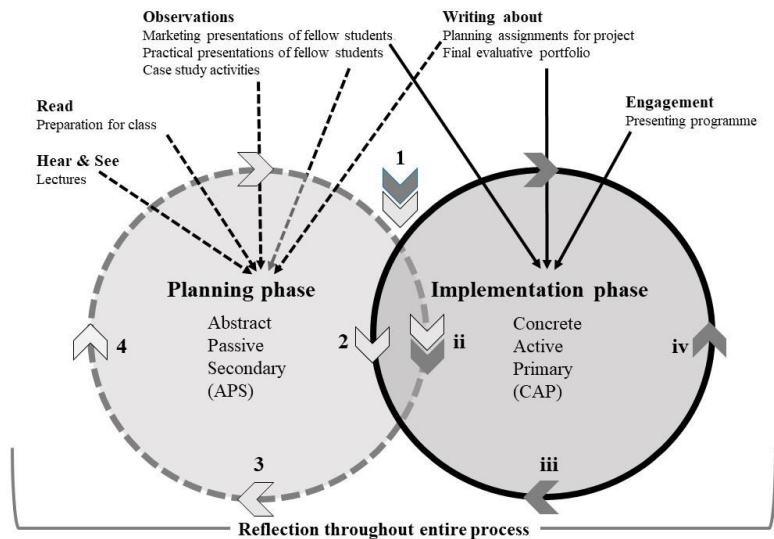 Observations
Marketing presentations of fellow students
Practical presentations of fellow students
Case study activities
Writing about
Planning assignments for project
Final evaluative portfolio
Read
Preparation for class
Engagement
Presenting programme
Hear & See
Lectures
1
Planning phase
Abstract
Passive
Secondary
(APS)
Implementation phase
Concrete
Active
Primary
(CAP)
4
2
ii
iv
3
iii
Reflection throughout entire process